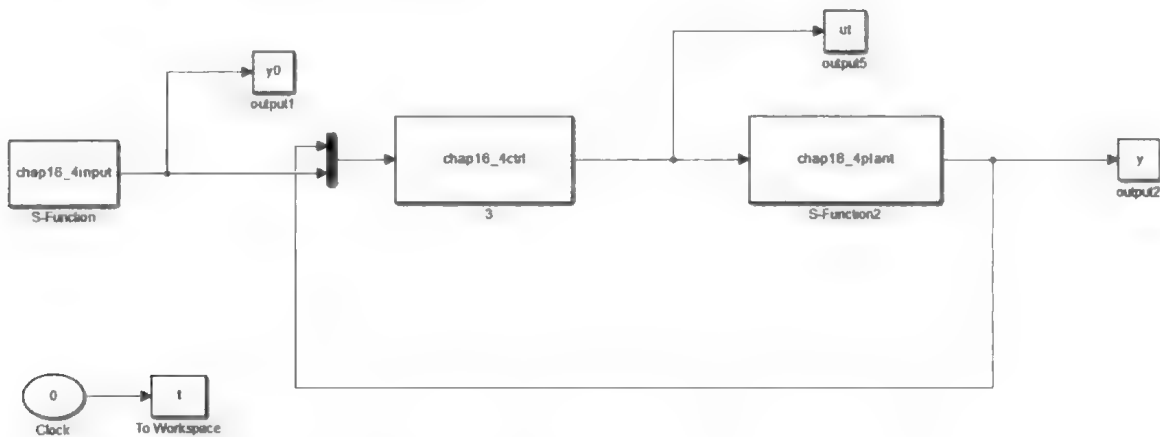 ut
output5
y0
output1
chap16_4input
S-Function
chap16_4ctrl
3
chap16_4plant
S-Function2
y
output2
0
Clock
t
To Workspace